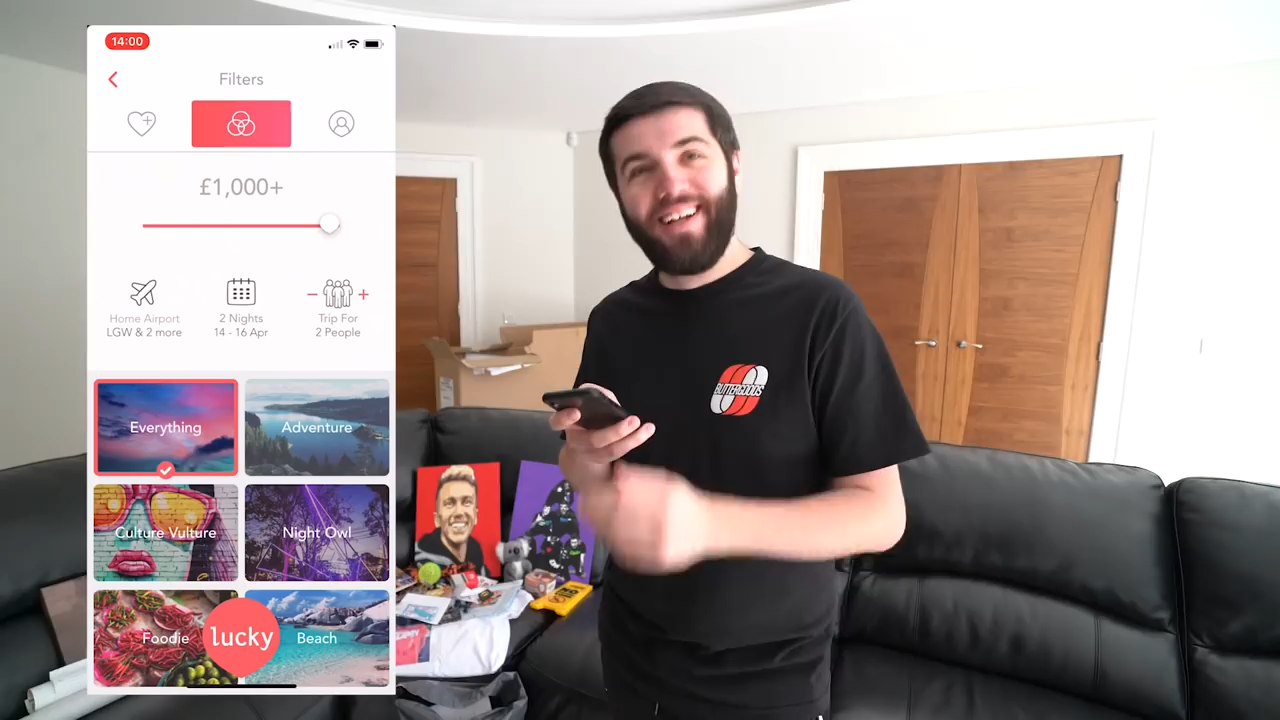 14:00
Filters
£1,000+
Home Airport
LGW & 2 more
2 Nights
14 - 16 Apr
Trip For
2 People
Everything
Adventure
Culture Vulture
Night Owl
Foodie
lucky
Beach
BUTTERGOODS